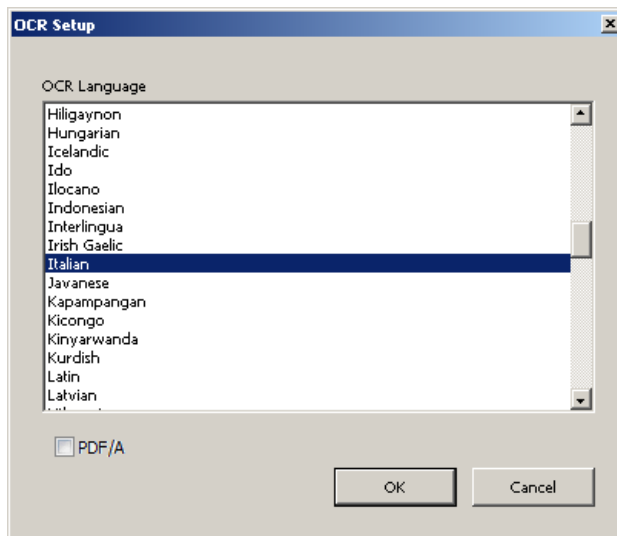 OCR Setup
OCR Language
Hiligaynon
Hungarian
Icelandic
Ido
Ilocano
Indonesian
Interlingua
Irish Gaelic
Italian
Javanese
Kapampangan
Kicongo
Kinyarwanda
Kurdish
Latin
Latvian
PDF/A
OK Cancel